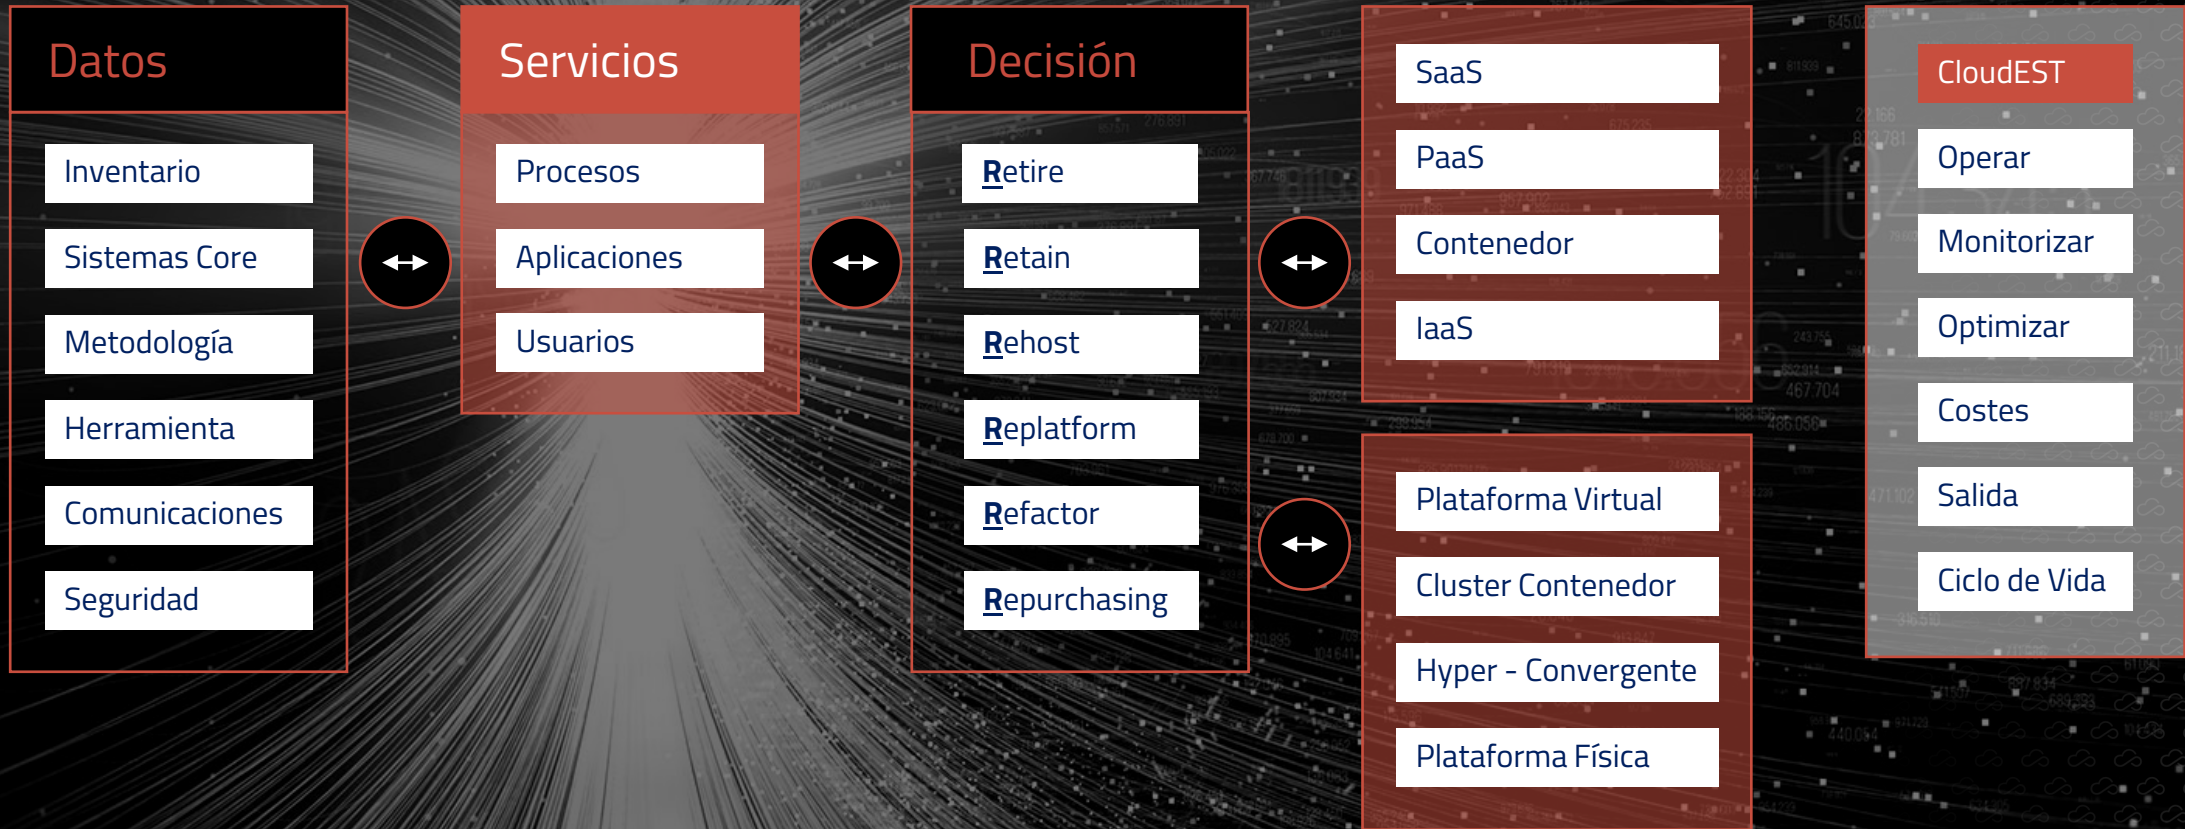 Datos
Inventario
Sistemas Core
Metodología
Herramienta
Comunicaciones
Seguridad
Servicios
Procesos
Aplicaciones
Usuarios
Decisión
Retire
Retain
Rehost
Replatform
Refactor
Repurchasing
SaaS
PaaS
Contenedor
IaaS
Plataforma Virtual
Cluster Contenedor
Hyper - Convergente
Plataforma Física
CloudEST
Operar
Monitorizar
Optimizar
Costes
Salida
Ciclo de Vida